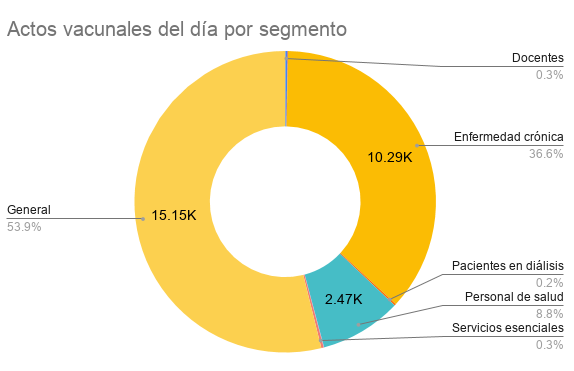 Actos vacunales del día por segmento
Docentes
0.3%
Enfermedad crónica
36.6%
10.29K
General
53.9%
15.15K
Pacientes en diálisis
0.2%
Personal de salud
8.8%
2.47K
Servicios esenciales
0.3%